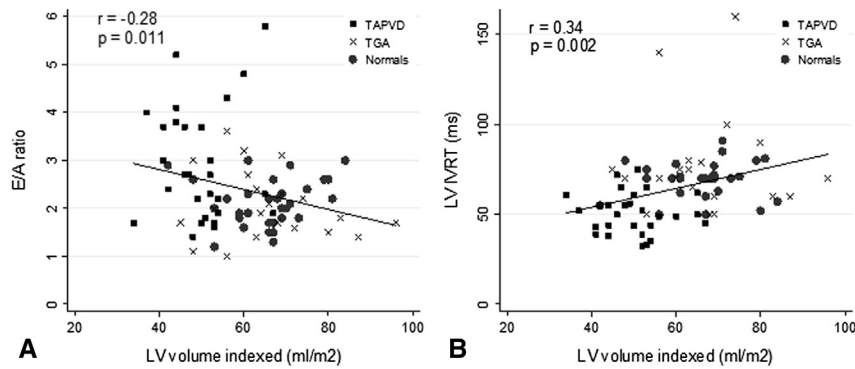 r = -0.28
p = 0.011
TAPVD
TGA
Normals
E/A ratio
6
5
4
3
2
1
0
20 40 60 80 100
LV volume indexed (ml/m2)
A
r = 0.34
p = 0.002
TAPVD
TGA
Normals
LV IVRT (ms)
150
100
50
0
20 40 60 80 100
LV volume indexed (ml/m2)
B